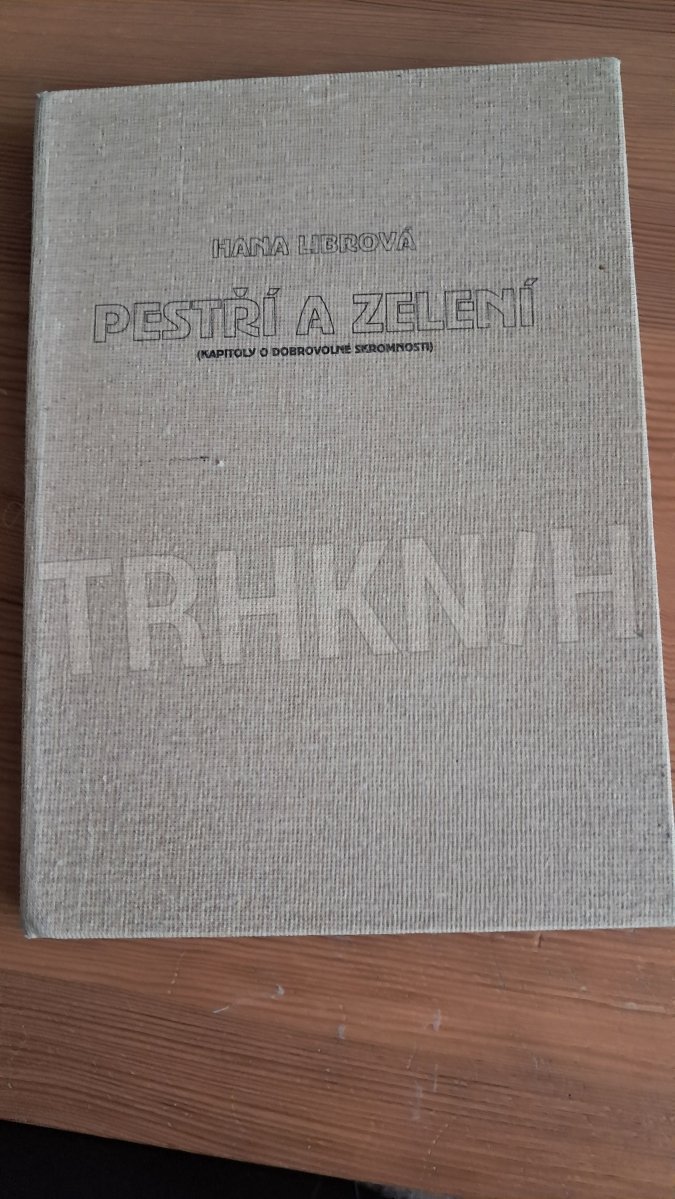 HANA LIBROVÁ
PESTŘÍ A ZELENÍ
(KAPITOLY O DOBROVOLNÉ SKROMNOSTI)
TRHKNIH